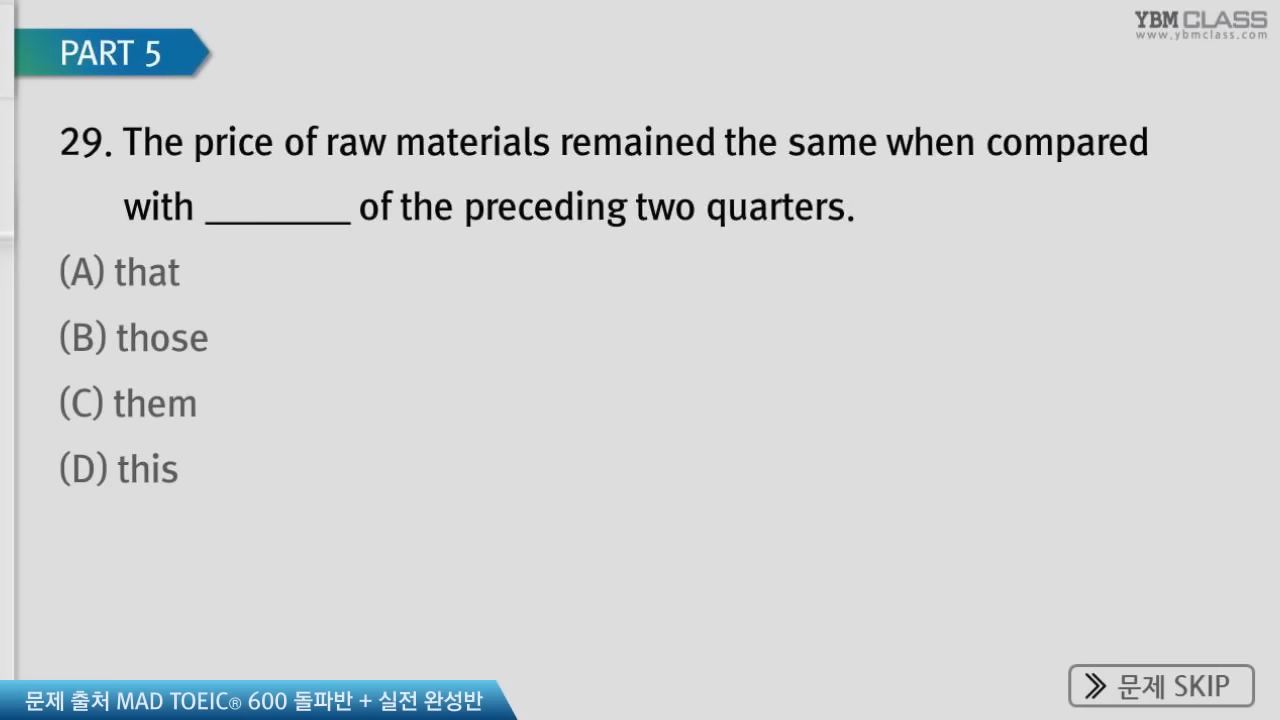 YBM CLASS
www.ybmclass.com
PART 5
29. The price of raw materials remained the same when compared
with ________ of the preceding two quarters.
(A) that
(B) those
(C) them
(D) this
문제 SKIP
문제 출처 MAD TOEIC® 600 돌파반 + 실전 완성반